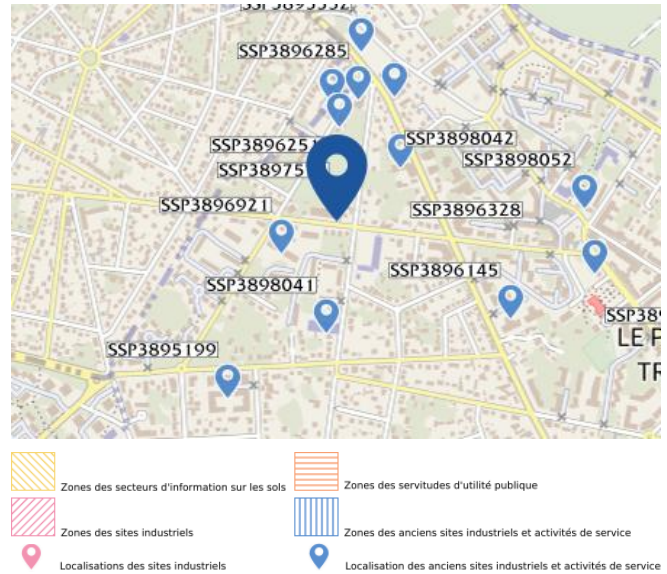 SSP3896285
SSP3898042
SSP3898052
SSP3896921
SSP3896328
SSP3896145
SSP3898041
LE P
TR
SSP3895199
Zones des secteurs d'information sur les sols
Zones des servitudes d'utilité publique
Zones des sites industriels
Zones des anciens sites industriels et activités de service
Localisations des sites industriels
Localisation des anciens sites industriels et activités de service